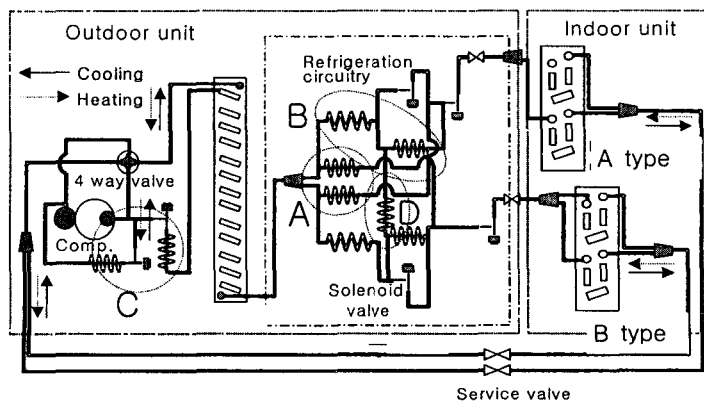 Outdoor unit
Indoor unit
Refrigeration
circuitry
Cooling
Heating
B
4 way valve
A type
A
D
Comp.
C
Solenoid
valve
B type
Service valve